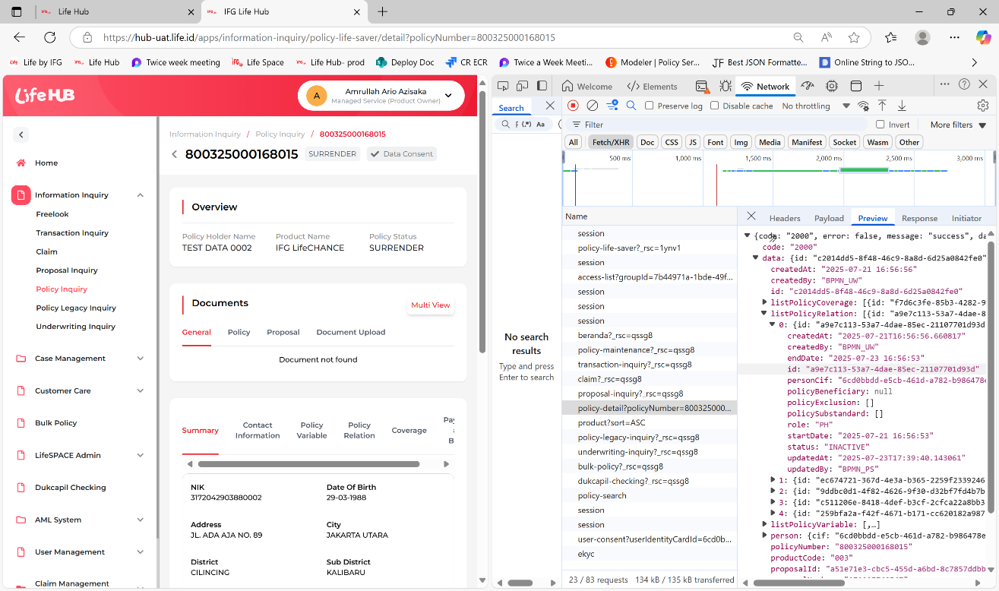 Life Hub
IFG Life Hub
https://hub-uat.life.id/apps/information-inquiry/policy-life-saver/detail?policyNumber=800325000168015
Life by IFG
Life Hub
Twice week meeting
Life Space
Life Hub- prod
Deploy Doc
CR ECR
Twice a Week Meeti...
Modeler | Policy Ser...
Best JSON Formatte...
Online String to JSO...
LifeHUB
A
Amrullah Ario Azisaka
Managed Service (Product Owner)
Home
Information Inquiry
Freelook
Transaction Inquiry
Claim
Proposal Inquiry
Policy Inquiry
Policy Legacy Inquiry
Underwriting Inquiry
Case Management
Customer Care
Bulk Policy
LifeSPACE Admin
Dukcapil Checking
AML System
User Management
Claim Management
Information Inquiry / Policy Inquiry / 800325000168015
800325000168015 SURRENDER Data Consent
Overview
Policy Holder Name Product Name Policy Status
TEST DATA 0002 IFG LifeCHANCE SURRENDER
Documents
Multi View
General Policy Proposal Document Upload
Document not found
Summary
Contact Information
Policy Variable
Policy Relation
Coverage
NIK Date Of Birth
3172042903880002 29-03-1988
Address City
JL. ADA AJA NO. 89 JAKARTA UTARA
District Sub District
CILINCING KALIBARU
Welcome Elements Network
Search
Preserve log Disable cache No throttling
F (.*) Aa
Filter Invert More filters
All Fetch/XHR Doc CSS JS Font Img Media Manifest Socket Wasm Other
500 ms 1,000 ms 1,500 ms 2,000 ms 2,500 ms 3,000 ms
No search
results
Type and press
Enter to search
Name
session
policy-life-saver?_rsc=1ynv1
session
access-list?groupId=7b44971a-1bde-49f...
session
session
session
beranda?_rsc=qssg8
policy-maintenance?_rsc=qssg8
transaction-inquiry?_rsc=qssg8
claim?_rsc=qssg8
proposal-inquiry?_rsc=qssg8
policy-detail?policyNumber=800325000...
product?sort=ASC
policy-legacy-inquiry?_rsc=qssg8
underwriting-inquiry?_rsc=qssg8
bulk-policy?_rsc=qssg8
dukcapil-checking?_rsc=qssg8
policy-search
session
session
user-consent?userIdentityCardId=6cd0b...
ekyc
23 / 83 requests 134 kB / 135 kB transferred
Headers Payload Preview Response Initiator
{code: "2000", error: false, message: "success", da
code: "2000"
data: {id: "c2014dd5-8f48-46c9-8a8d-6d25a0842fe0"
createdAt: "2025-07-21 16:56:56"
createdBy: "BPMN_UW"
id: "c2014dd5-8f48-46c9-8a8d-6d25a0842fe0"
listPolicyCoverage: [{id: "f7d6c3fe-85b3-4282-9
listPolicyRelation: [{id: "a9e7c113-53a7-4dae-8
0: {id: "a9e7c113-53a7-4dae-85ec-21107701d93d
createdAt: "2025-07-21T16:56:56.660817"
createdBy: "BPMN_UW"
endDate: "2025-07-23 16:56:53"
id: "a9e7c113-53a7-4dae-85ec-21107701d93d"
personCif: "6cd0bbdd-e5cb-461d-a782-b986478e
policyBeneficiary: null
policyExclusion: []
policySubstandard: []
role: "PH"
startDate: "2025-07-21 16:56:53"
status: "INACTIVE"
updatedAt: "2025-07-23T17:39:40.143061"
updatedBy: "BPMN_PS"
1: {id: "ec674721-367d-4e3a-b365-2259f2339246
2: {id: "9ddbc0d1-4f82-4626-9f30-d32bf7fd4b7b
3: {id: "c511206e-8418-4def-b3cf-2cfca22a8bb3
4: {id: "259bfa2a-f42f-4671-b171-cc620182a987
listPolicyVariable: [,…]
person: {cif: "6cd0bbdd-e5cb-461d-a782-b986478e
policyNumber: "800325000168015"
productCode: "003"
proposalId: "a51e71e3-cbc5-455d-a6bd-8c7857ddbb